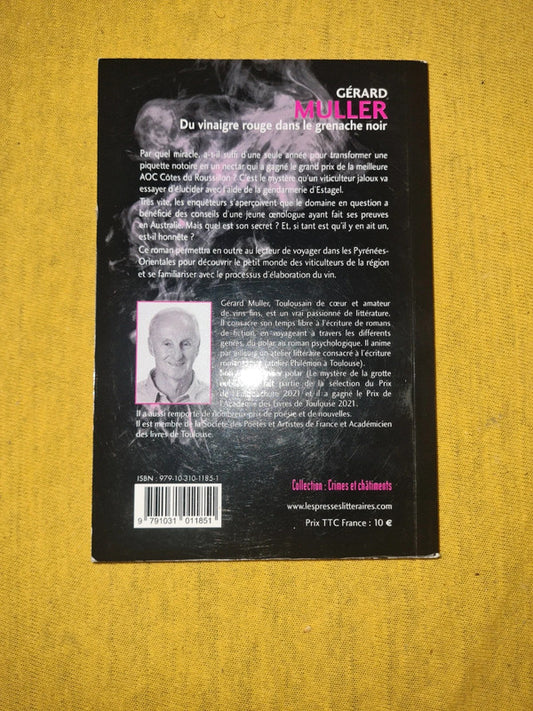 GÉRARD
MULLER
Du vinaigre rouge dans le grenache noir
Par quel miracle, a-t-il suffi d'une seule année pour transformer une
piquette notoire en un nectar qui a gagné le grand prix de la meilleure
AOC Côtes du Roussillon ? C'est le mystère qu'un viticulteur jaloux va
essayer d'élucider avec l'aide de la gendarmerie d'Estagel.
Très vite, les enquêteurs s'aperçoivent que le domaine en question a
bénéficié des conseils d'une jeune œnologue ayant fait ses preuves
en Australie. Mais quel est son secret ? Et, si tant est qu'il y en ait un,
est-il honnête ?
Ce roman permettra en outre au lecteur de voyager dans les Pyrénées-
Orientales pour découvrir le petit monde des viticulteurs de la région
et se familiariser avec le processus d'élaboration du vin.
Gérard Muller, Toulousain de cœur et amateur
de vins fins, est un vrai passionné de littérature.
Il consacre son temps libre à l'écriture de romans
de fiction, en voyageant à travers les différents
genres, du polar au roman psychologique. Il anime
par ailleurs un atelier littéraire consacré à l'écriture
(atelier Philémon à Toulouse).
polar (Le mystère de la grotte
fait partie de la sélection du Prix
de 2021 et il a gagné le Prix de
l'Académie des Livres de Toulouse 2021.
Il a aussi remporté de nombreux prix de poésie et de nouvelles.
Il est membre de la Société des Poètes et Artistes de France et Académicien
des livres de Toulouse.
ISBN : 979-10-310-1185-1
9 791031 011851
Collection : Crimes et châtiments
www.lespresseslitteraires.com
Prix TTC France : 10 €